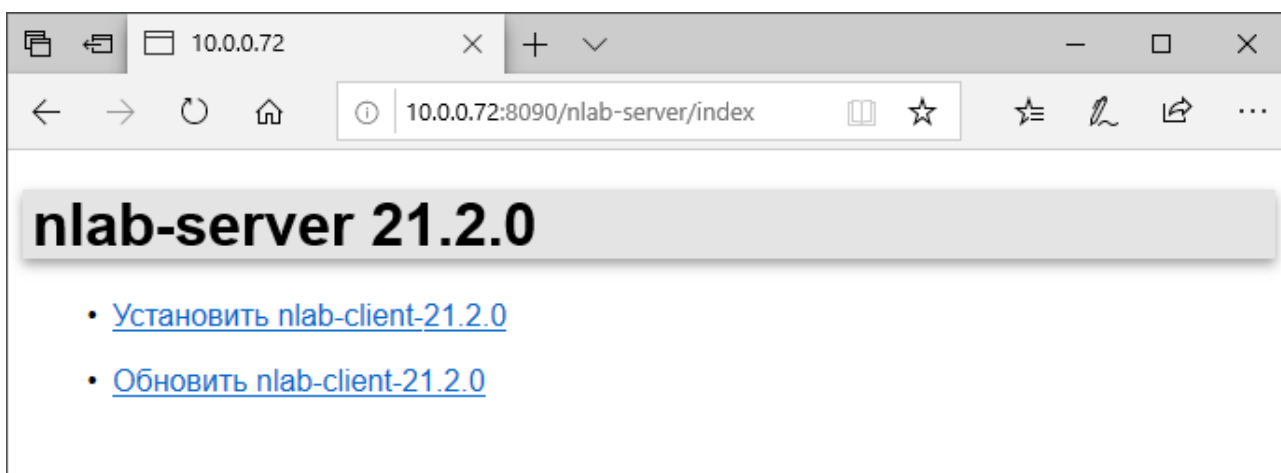 10.0.0.72
10.0.0.72:8090/nlab-server/index
nlab-server 21.2.0
• Установить nlab-client-21.2.0
• Обновить nlab-client-21.2.0